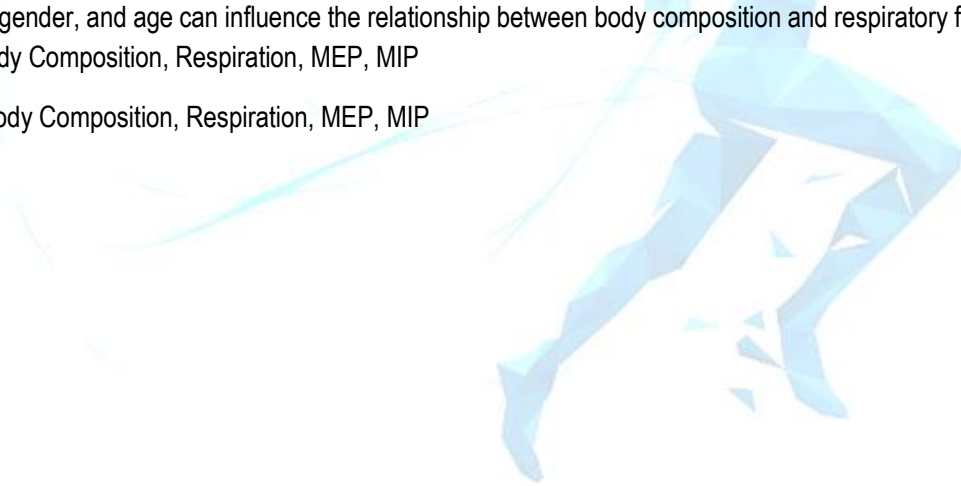 gender, and age can influence the relationship between body composition and respiratory f
dy Composition, Respiration, MEP, MIP
ody Composition, Respiration, MEP, MIP